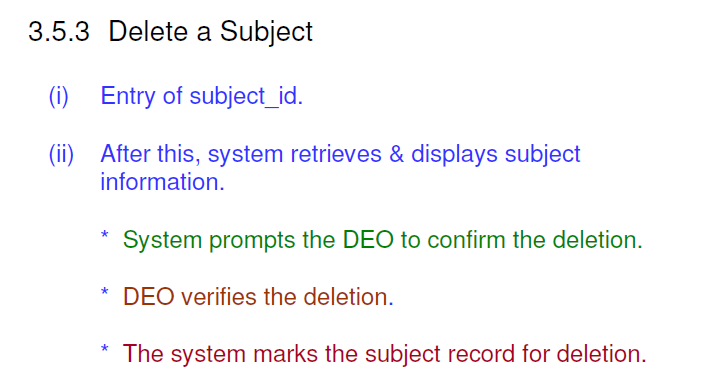 3.5.3 Delete a Subject
(i) Entry of subject_id.
(ii) After this, system retrieves & displays subject
information.
* System prompts the DEO to confirm the deletion.
* DEO verifies the deletion.
* The system marks the subject record for deletion.